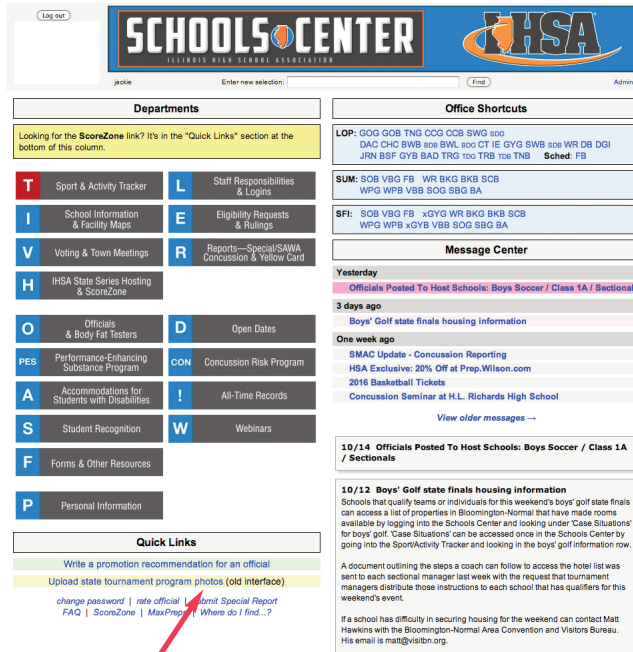 Log out
SCHOOLS CENTER
ILLINOIS HIGH SCHOOL ASSOCIATION
IHSA
jackie
Enter new selection:
Find
Admin
Departments
Looking for the ScoreZone link? It's in the "Quick Links" section at the
bottom of this column.
T Sport & Activity Tracker
L Staff Responsibilities
& Logins
I School Information
& Facility Maps
E Eligibility Requests
& Rulings
V Voting & Town Meetings
R Reports—Special/SAWA
Concussion & Yellow Card
H IHSA State Series Hosting
& ScoreZone
O Officials
& Body Fat Testers
D Open Dates
PES Performance-Enhancing
Substance Program
CON Concussion Risk Program
A Accommodations for
Students with Disabilities
! All-Time Records
S Student Recognition
W Webinars
F Forms & Other Resources
P Personal Information
Quick Links
Write a promotion recommendation for an official
Upload state tournament program photos (old interface)
change password | rate official | submit Special Report
FAQ | ScoreZone | MaxPreps | Where do I find...?
Office Shortcuts
LOP: GOG GOB TNG CCG CCB SWG SDG
DAC CHC BWB BDB BWL BDG CT IE GYG SWB SDB WR DB DGI
JRN BSF GYB BAD TRG TDG TRB TDB TNB Sched: FB
SUM: SOB VBG FB WR BKG BKB SCB
WPG WPB VBB SOG SBG BA
SFI: SOB VBG FB xGYG WR BKG BKB SCB
WPG WPB xGYB VBB SOG SBG BA
Message Center
Yesterday
Officials Posted To Host Schools: Boys Soccer / Class 1A / Sectional
3 days ago
Boys' Golf state finals housing information
One week ago
SMAC Update - Concussion Reporting
HSA Exclusive: 20% Off at Prep.Wilson.com
2016 Basketball Tickets
Concussion Seminar at H.L. Richards High School
View older messages →
10/14 Officials Posted To Host Schools: Boys Soccer / Class 1A
/ Sectionals
10/12 Boys' Golf state finals housing information
Schools that qualify teams or individuals for this weekend's boys' golf state finals
can access a list of properties in Bloomington-Normal that have made rooms
available by logging into the Schools Center and looking under 'Case Situations'
for boys' golf. 'Case Situations' can be accessed once in the Schools Center by
going into the Sport/Activity Tracker and looking in the boys' golf information row.
A document outlining the steps a coach can follow to access the hotel list was
sent to each sectional manager last week with the request that tournament
managers distribute those instructions to each school that has qualifiers for this
weekend's event.
If a school has difficulty in securing housing for the weekend can contact Matt
Hawkins with the Bloomington-Normal Area Convention and Visitors Bureau.
His email is matt@visitbn.org.